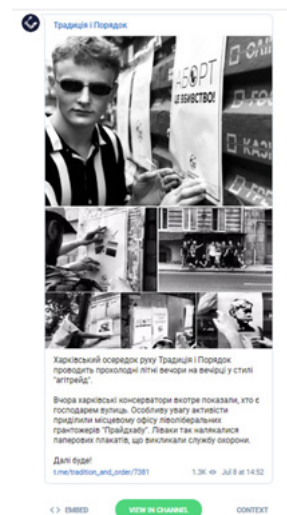 Традиція і Порядок
АБОРТ
ЦЕ ВБИВСТВО!
Харківський осередок руху Традиція і Порядок
проводить прохолодні літні вечори на вечірці у стилі
"агітрейд".
Вчора харківські консерватори вкотре показали, хто є
господарем вулиць. Особливу увагу активісти
приділили місцевому офісу ліволіберальних
грантожерів "Прайдхабу". Ліваки так налякалися
паперових плакатів, що викликали службу охорони.
Далі буде!
t.me/tradition_and_order/7381
1.3K
Jul 8 at 14:52
<> EMBED
VIEW IN CHANNEL
CONTEXT